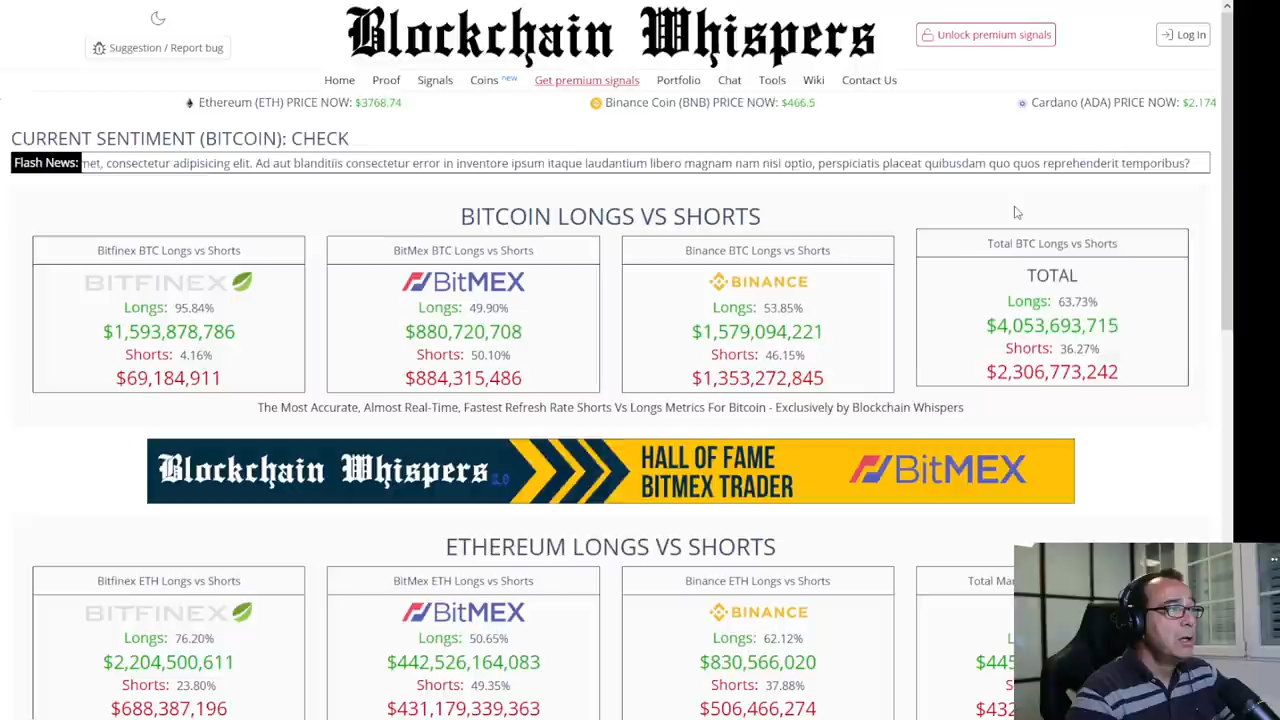 Suggestion / Report bug
Blockchain Whispers
Unlock premium signals
Log In
Home Proof Signals Coins new Get premium signals Portfolio Chat Tools Wiki Contact Us
Ethereum (ETH) PRICE NOW: $3768.74 Binance Coin (BNB) PRICE NOW: $466.5 Cardano (ADA) PRICE NOW: $2.174
CURRENT SENTIMENT (BITCOIN): CHECK
Flash News: met, consectetur adipisicing elit. Ad aut blanditiis consectetur error in inventore ipsum itaque laudantium libero magnam nam nisi optio, perspiciatis placeat quibusdam quo quos reprehenderit temporibus?
BITCOIN LONGS VS SHORTS
Bitfinex BTC Longs vs Shorts
BITFINEX
Longs: 95.84%
$1,593,878,786
Shorts: 4.16%
$69,184,911
BitMex BTC Longs vs Shorts
BitMEX
Longs: 49.90%
$880,720,708
Shorts: 50.10%
$884,315,486
Binance BTC Longs vs Shorts
BINANCE
Longs: 53.85%
$1,579,094,221
Shorts: 46.15%
$1,353,272,845
Total BTC Longs vs Shorts
TOTAL
Longs: 63.73%
$4,053,693,715
Shorts: 36.27%
$2,306,773,242
The Most Accurate, Almost Real-Time, Fastest Refresh Rate Shorts Vs Longs Metrics For Bitcoin - Exclusively by Blockchain Whispers
Blockchain Whispers 2.0
HALL OF FAME
BITMEX TRADER
BitMEX
ETHEREUM LONGS VS SHORTS
Bitfinex ETH Longs vs Shorts
BITFINEX
Longs: 76.20%
$2,204,500,611
Shorts: 23.80%
$688,387,196
BitMex ETH Longs vs Shorts
BitMEX
Longs: 50.65%
$442,526,164,083
Shorts: 49.35%
$431,179,339,363
Binance ETH Longs vs Shorts
BINANCE
Longs: 62.12%
$830,566,020
Shorts: 37.88%
$506,466,274
Total Mar
Lo
$445
S
$432